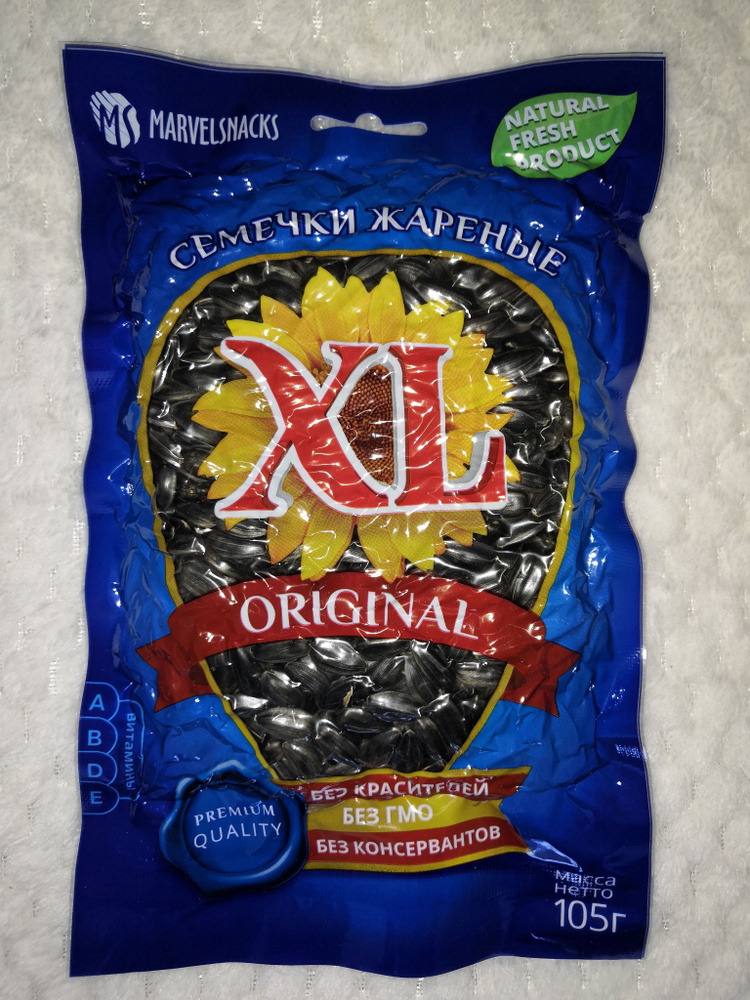 MS MARVELSNACKS
NATURAL
FRESH
PRODUCT
СЕМЕЧКИ ЖАРЕНЫЕ
XL
ORIGINAL
A
B
D
E
Витамины
PREMIUM
QUALITY
БЕЗ КРАСИТЕЛЕЙ
БЕЗ ГМО
БЕЗ КОНСЕРВАНТОВ
Масса
нетто
105г